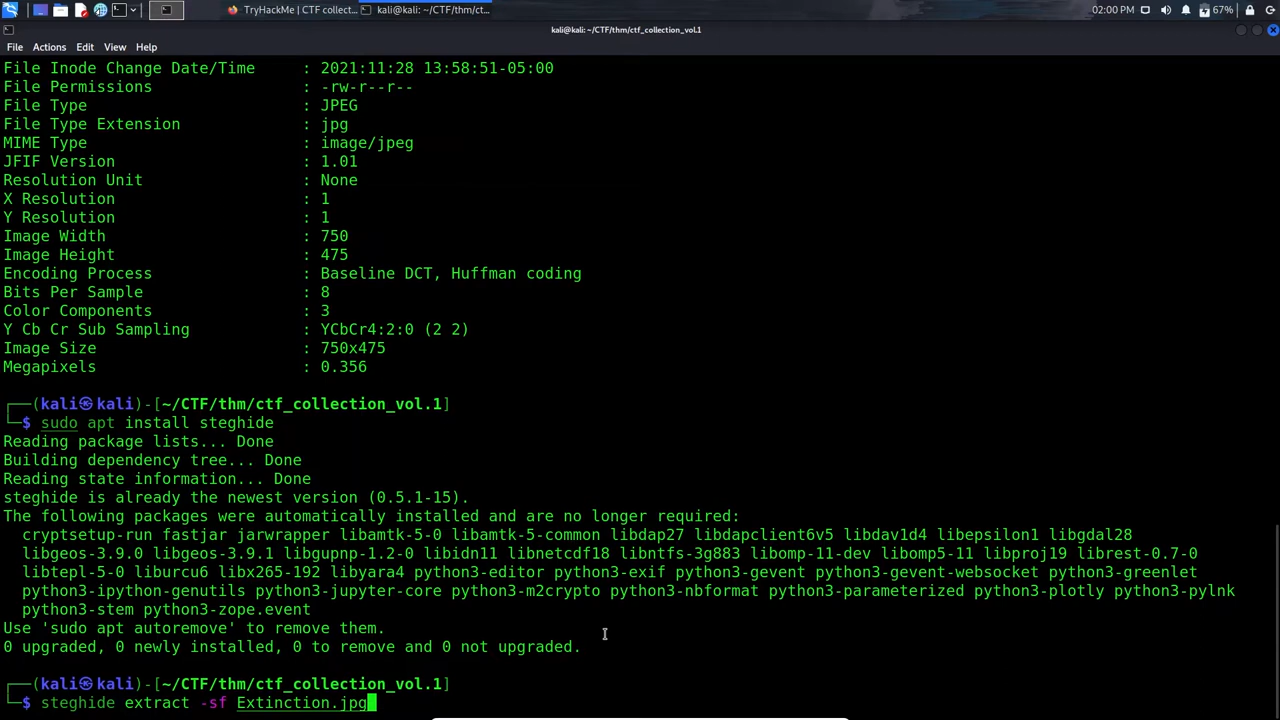 TryHackMe | CTF collect...
kali@kali: ~/CTF/thm/ct...
02:00 PM
67%
kali@kali: ~/CTF/thm/ctf_collection_vol.1
File Actions Edit View Help
File Inode Change Date/Time : 2021:11:28 13:58:51-05:00
File Permissions : -rw-r--r--
File Type : JPEG
File Type Extension : jpg
MIME Type : image/jpeg
JFIF Version : 1.01
Resolution Unit : None
X Resolution : 1
Y Resolution : 1
Image Width : 750
Image Height : 475
Encoding Process : Baseline DCT, Huffman coding
Bits Per Sample : 8
Color Components : 3
Y Cb Cr Sub Sampling : YCbCr4:2:0 (2 2)
Image Size : 750x475
Megapixels : 0.356
┌──(kali㉿kali)-[~/CTF/thm/ctf_collection_vol.1]
└─$ sudo apt install steghide
Reading package lists... Done
Building dependency tree... Done
Reading state information... Done
steghide is already the newest version (0.5.1-15).
The following packages were automatically installed and are no longer required:
cryptsetup-run fastjar jarwrapper libamtk-5-0 libamtk-5-common libdap27 libdapclient6v5 libdav1d4 libepsilon1 libgdal28
libgeos-3.9.0 libgeos-3.9.1 libgupnp-1.2-0 libidn11 libnetcdf18 libntfs-3g883 libomp-11-dev libomp5-11 libproj19 librest-0.7-0
libtepl-5-0 liburcu6 libx265-192 libyara4 python3-editor python3-exif python3-gevent python3-gevent-websocket python3-greenlet
python3-ipython-genutils python3-jupyter-core python3-m2crypto python3-nbformat python3-parameterized python3-plotly python3-pylnk
python3-stem python3-zope.event
Use 'sudo apt autoremove' to remove them.
0 upgraded, 0 newly installed, 0 to remove and 0 not upgraded.
┌──(kali㉿kali)-[~/CTF/thm/ctf_collection_vol.1]
└─$ steghide extract -sf Extinction.jpg